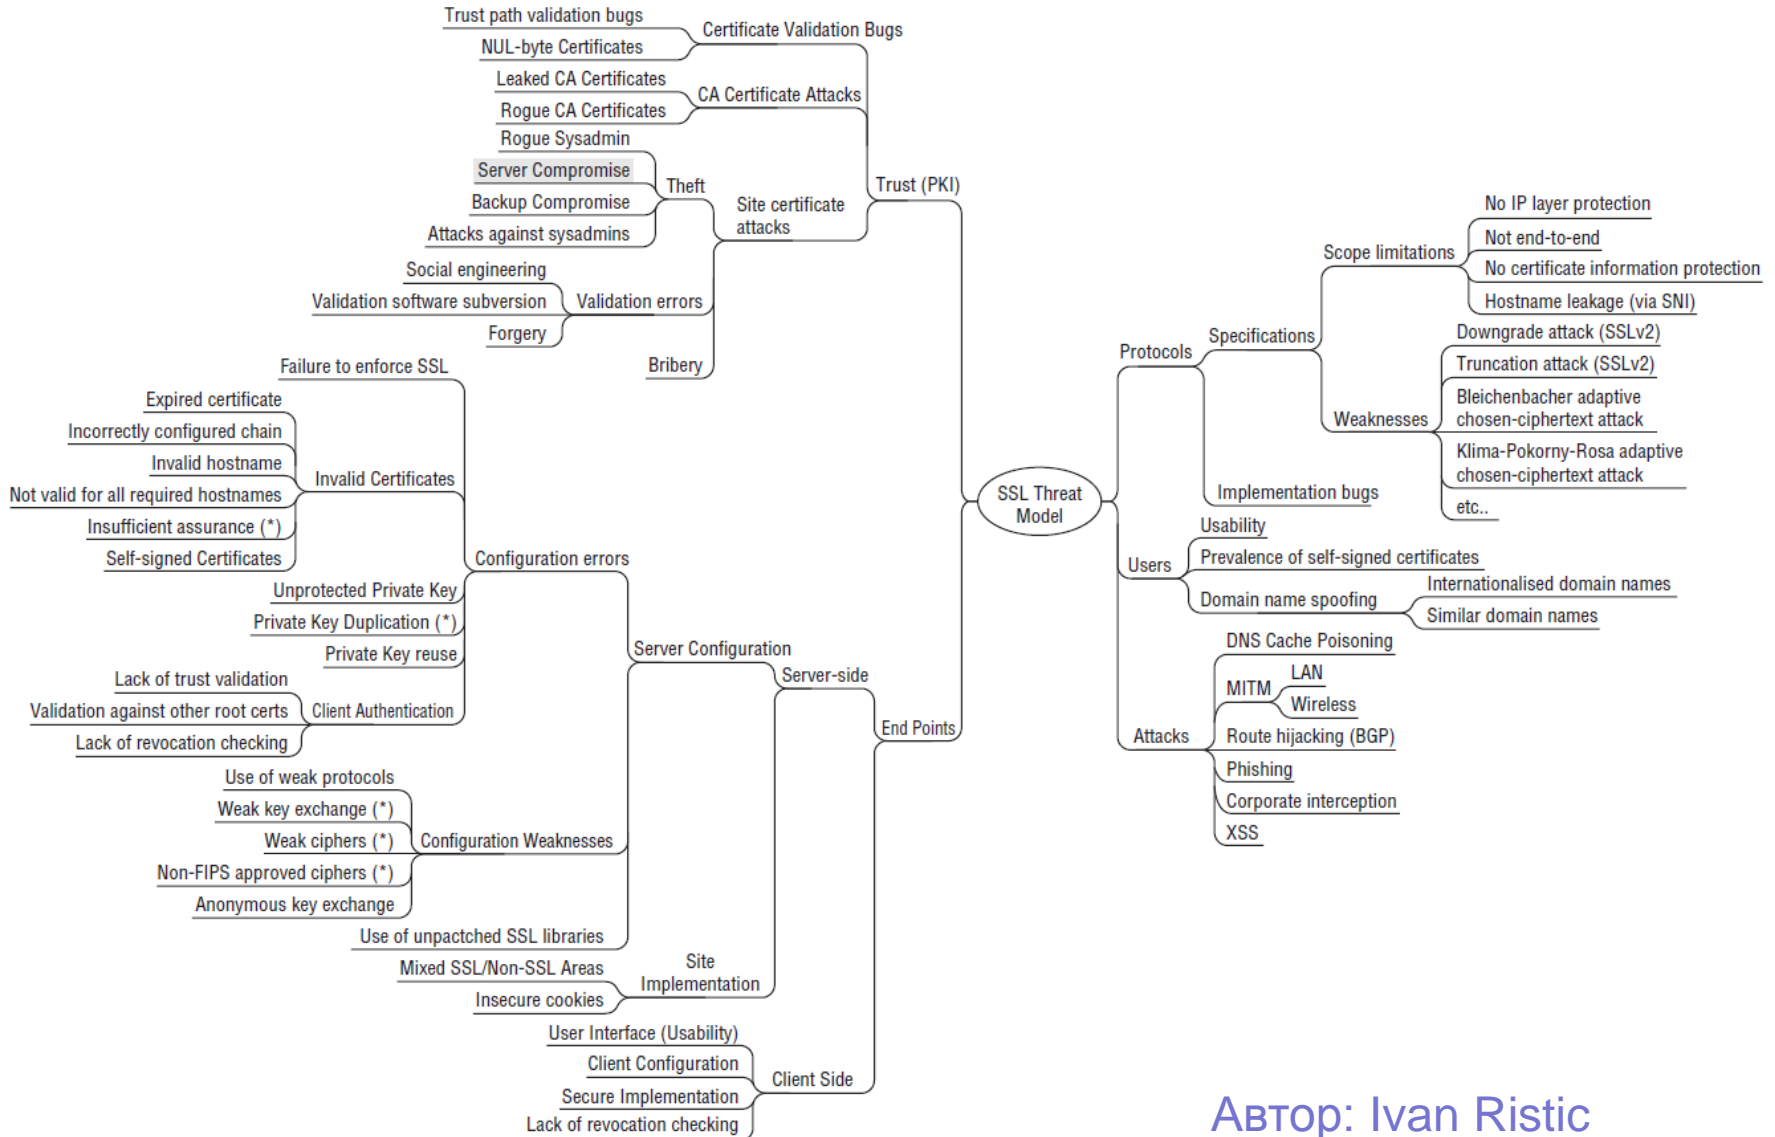 Trust path validation bugs
NUL-byte Certificates
Certificate Validation Bugs
Leaked CA Certificates
Rogue CA Certificates
CA Certificate Attacks
Rogue Sysadmin
Server Compromise
Backup Compromise
Attacks against sysadmins
Theft
Site certificate
attacks
Trust (PKI)
Social engineering
Validation software subversion
Forgery
Validation errors
Bribery
Failure to enforce SSL
Expired certificate
Incorrectly configured chain
Invalid hostname
Not valid for all required hostnames
Insufficient assurance (*)
Self-signed Certificates
Invalid Certificates
Configuration errors
Unprotected Private Key
Private Key Duplication (*)
Private Key reuse
Lack of trust validation
Validation against other root certs
Lack of revocation checking
Client Authentication
Server Configuration
Server-side
End Points
Use of weak protocols
Weak key exchange (*)
Weak ciphers (*)
Non-FIPS approved ciphers (*)
Anonymous key exchange
Configuration Weaknesses
Use of unpactched SSL libraries
Mixed SSL/Non-SSL Areas
Insecure cookies
Site
Implementation
User Interface (Usability)
Client Configuration
Secure Implementation
Lack of revocation checking
Client Side
SSL Threat
Model
Protocols
Specifications
Scope limitations
No IP layer protection
Not end-to-end
No certificate information protection
Hostname leakage (via SNI)
Weaknesses
Downgrade attack (SSLv2)
Truncation attack (SSLv2)
Bleichenbacher adaptive
chosen-ciphertext attack
Klima-Pokorny-Rosa adaptive
chosen-ciphertext attack
etc..
Implementation bugs
Users
Usability
Prevalence of self-signed certificates
Domain name spoofing
Internationalised domain names
Similar domain names
Attacks
DNS Cache Poisoning
MITM
LAN
Wireless
Route hijacking (BGP)
Phishing
Corporate interception
XSS
Автор: Ivan Ristic